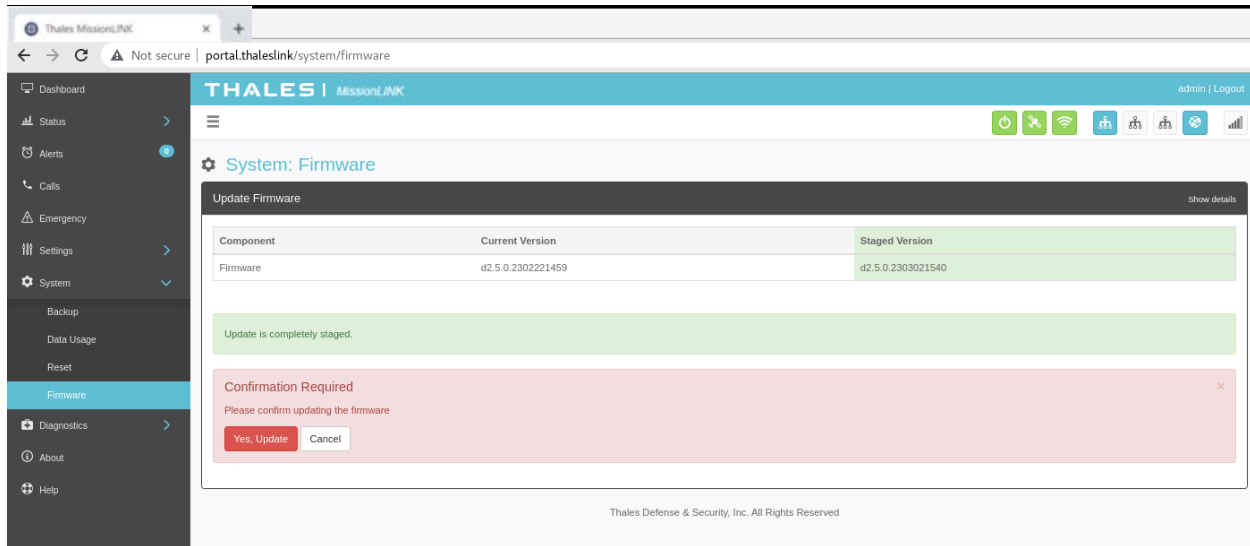 Thales MissionLINK
Not secure | portal.thaleslink/system/firmware
Dashboard
Status
Alerts 0
Calls
Emergency
Settings
System
Backup
Data Usage
Reset
Firmware
Diagnostics
About
Help
THALES | MissionLINK
admin | Logout
System: Firmware
Update Firmware Show details
Component Current Version Staged Version
Firmware d2.5.0.2302221459 d2.5.0.2303021540
Update is completely staged.
Confirmation Required
Please confirm updating the firmware
Yes, Update Cancel
Thales Defense & Security, Inc. All Rights Reserved